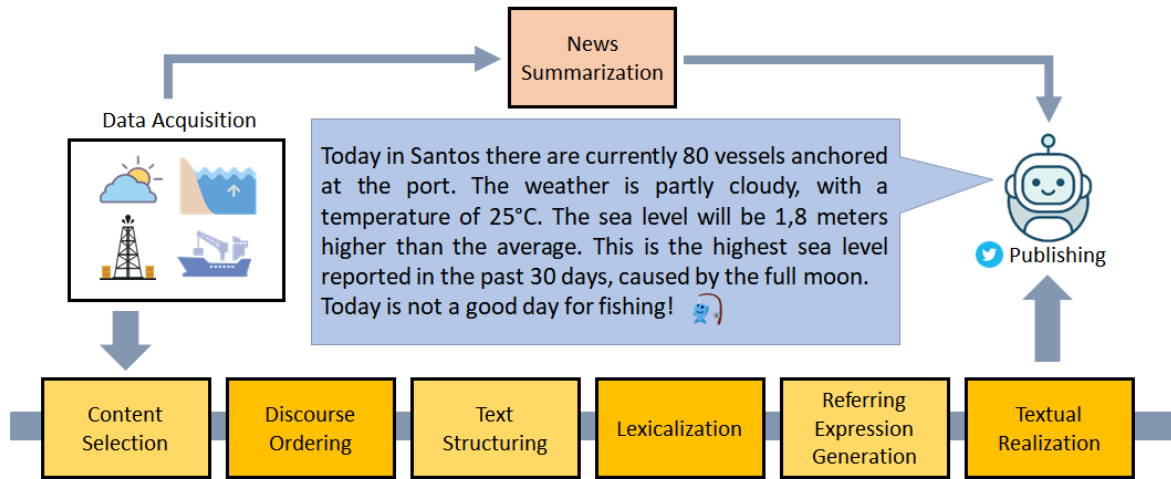 News
Summarization
Data Acquisition
Today in Santos there are currently 80 vessels anchored
at the port. The weather is partly cloudy, with a
temperature of 25°C. The sea level will be 1,8 meters
higher than the average. This is the highest sea level
reported in the past 30 days, caused by the full moon.
Today is not a good day for fishing!
Publishing
Content
Selection
Discourse
Ordering
Text
Structuring
Lexicalization
Referring
Expression
Generation
Textual
Realization